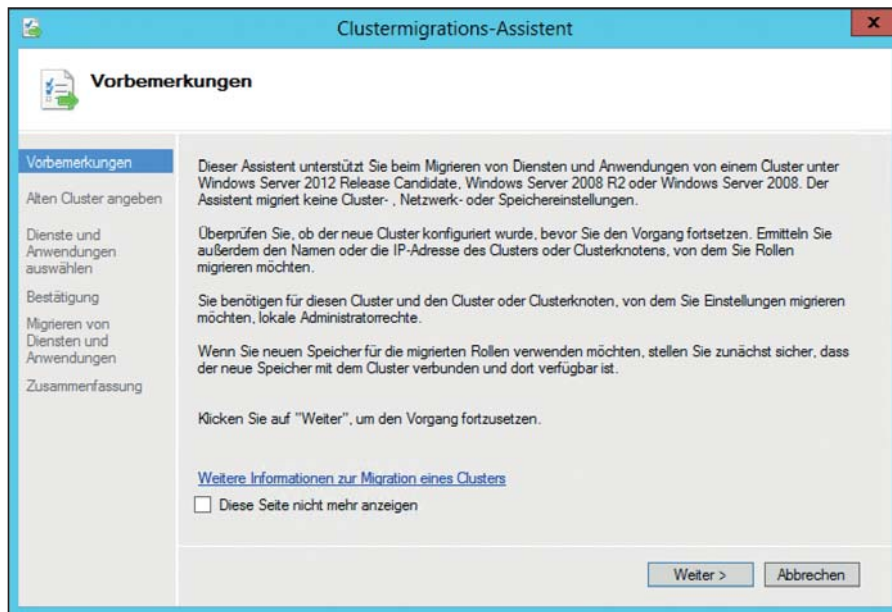 Clustermigrations-Assistent
x
Vorbemerkungen
Vorbemerkungen
Alten Cluster angeben
Dienste und
Anwendungen
auswählen
Bestätigung
Migrieren von
Diensten und
Anwendungen
Zusammenfassung
Dieser Assistent unterstützt Sie beim Migrieren von Diensten und Anwendungen von einem Cluster unter
Windows Server 2012 Release Candidate, Windows Server 2008 R2 oder Windows Server 2008. Der
Assistent migriert keine Cluster- , Netzwerk- oder Speichereinstellungen.
Überprüfen Sie, ob der neue Cluster konfiguriert wurde, bevor Sie den Vorgang fortsetzen. Ermitteln Sie
außerdem den Namen oder die IP-Adresse des Clusters oder Clusterknotens, von dem Sie Rollen
migrieren möchten.
Sie benötigen für diesen Cluster und den Cluster oder Clusterknoten, von dem Sie Einstellungen migrieren
möchten, lokale Administratorrechte.
Wenn Sie neuen Speicher für die migrierten Rollen verwenden möchten, stellen Sie zunächst sicher, dass
der neue Speicher mit dem Cluster verbunden und dort verfügbar ist.
Klicken Sie auf "Weiter", um den Vorgang fortzusetzen.
Weitere Informationen zur Migration eines Clusters
Diese Seite nicht mehr anzeigen
Weiter >
Abbrechen